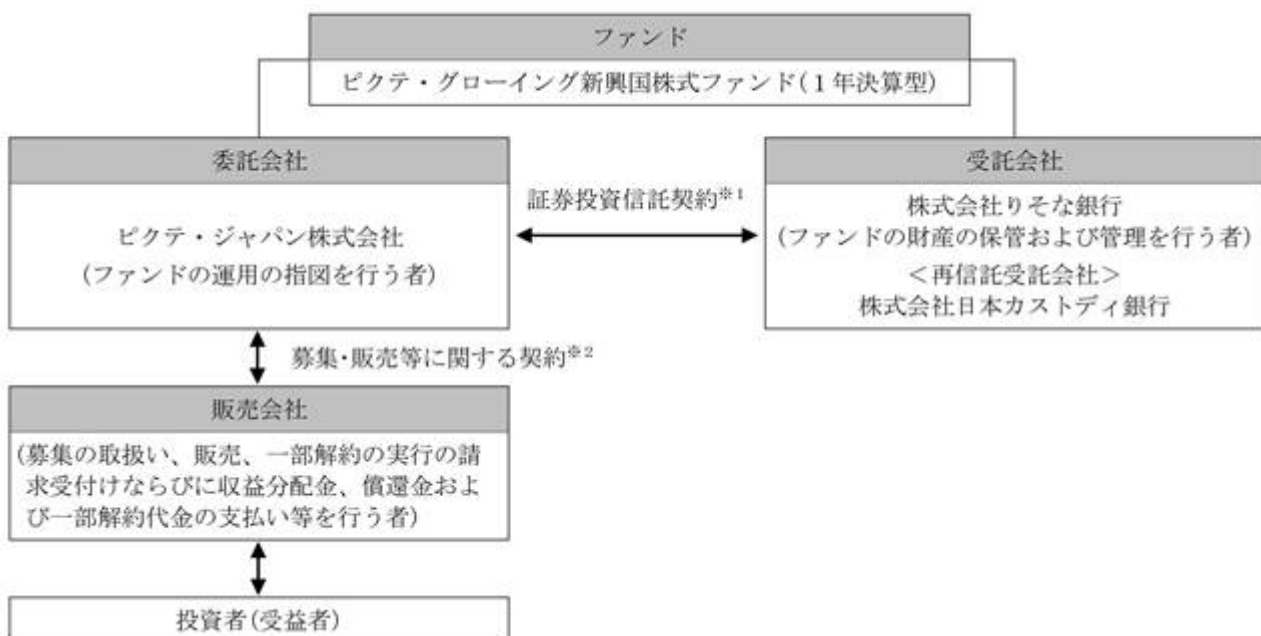 ファンド
ピクテ・グローイング新興国株式ファンド(1年決算型)
委託会社
ピクテ・ジャパン株式会社
(ファンドの運用の指図を行う者)
証券投資信託契約※1
受託会社
株式会社りそな銀行
(ファンドの財産の保管および管理を行う者)
<再信託受託会社>
株式会社日本カストディ銀行
募集・販売等に関する契約※2
販売会社
(募集の取扱い、販売、一部解約の実行の請
求受付けならびに収益分配金、償還金およ
び一部解約代金の支払い等を行う者)
投資者(受益者)